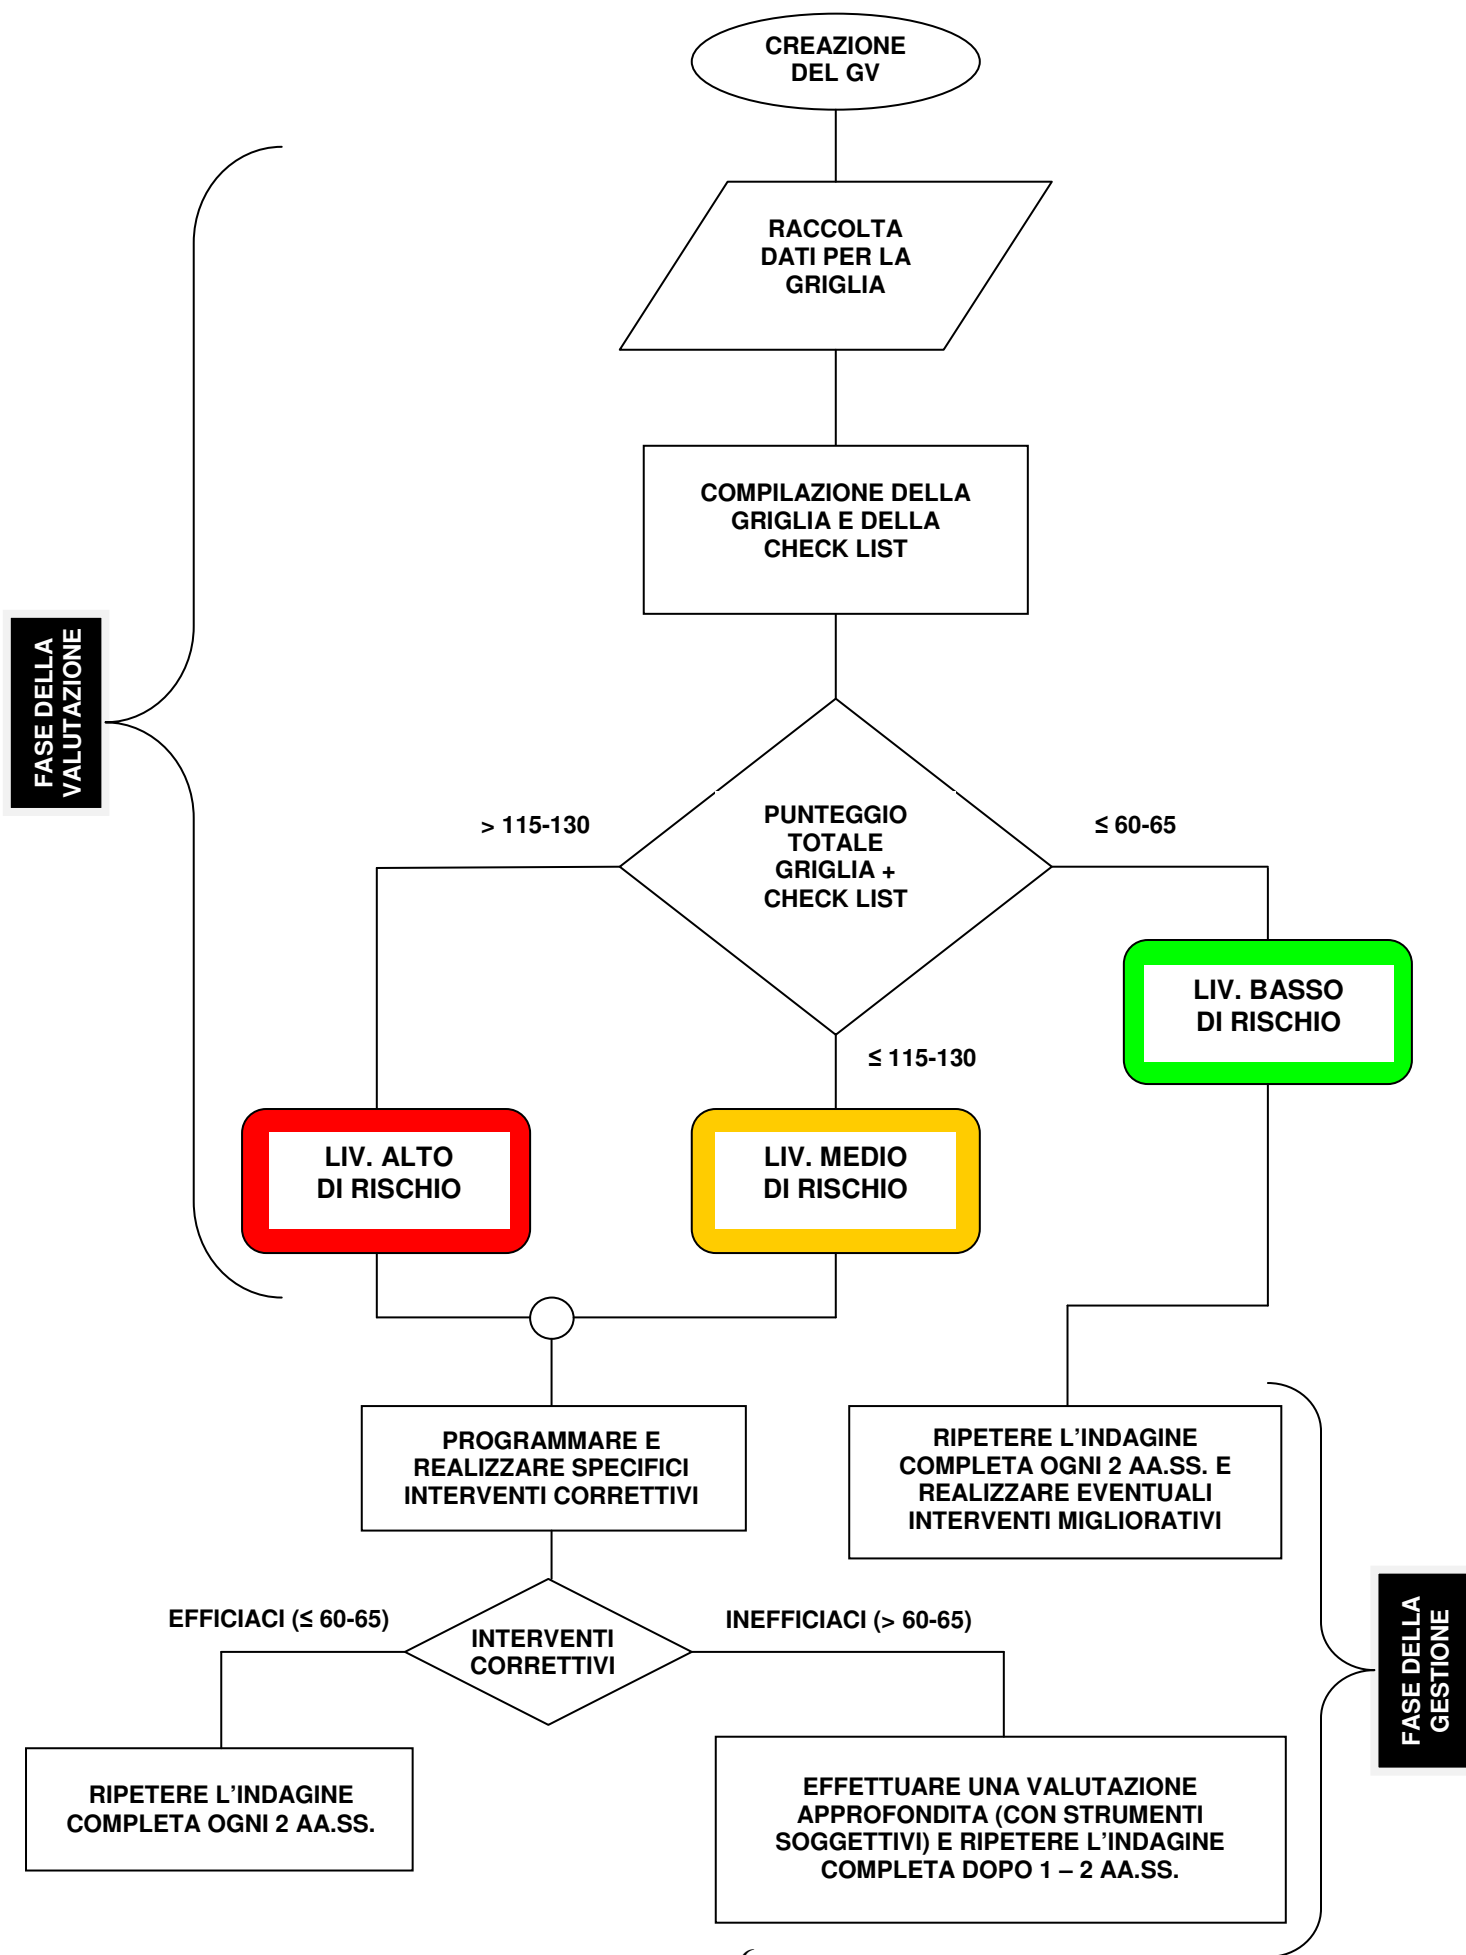 CREAZIONE
DEL GV
RACCOLTA
DATI PER LA
GRIGLIA
COMPILAZIONE DELLA
GRIGLIA E DELLA
CHECK LIST
FASE DELLA
VALUTAZIONE
> 115-130
PUNTEGGIO
TOTALE
GRIGLIA +
CHECK LIST
≤ 60-65
LIV. BASSO
DI RISCHIO
≤ 115-130
LIV. ALTO
DI RISCHIO
LIV. MEDIO
DI RISCHIO
PROGRAMMARE E
REALIZZARE SPECIFICI
INTERVENTI CORRETTIVI
RIPETERE L’INDAGINE
COMPLETA OGNI 2 AA.SS. E
REALIZZARE EVENTUALI
INTERVENTI MIGLIORATIVI
EFFICIACI (≤ 60-65)
INTERVENTI
CORRETTIVI
INEFFICIACI (> 60-65)
FASE DELLA
GESTIONE
RIPETERE L’INDAGINE
COMPLETA OGNI 2 AA.SS.
EFFETTUARE UNA VALUTAZIONE
APPROFONDITA (CON STRUMENTI
SOGGETTIVI) E RIPETERE L’INDAGINE
COMPLETA DOPO 1 – 2 AA.SS.